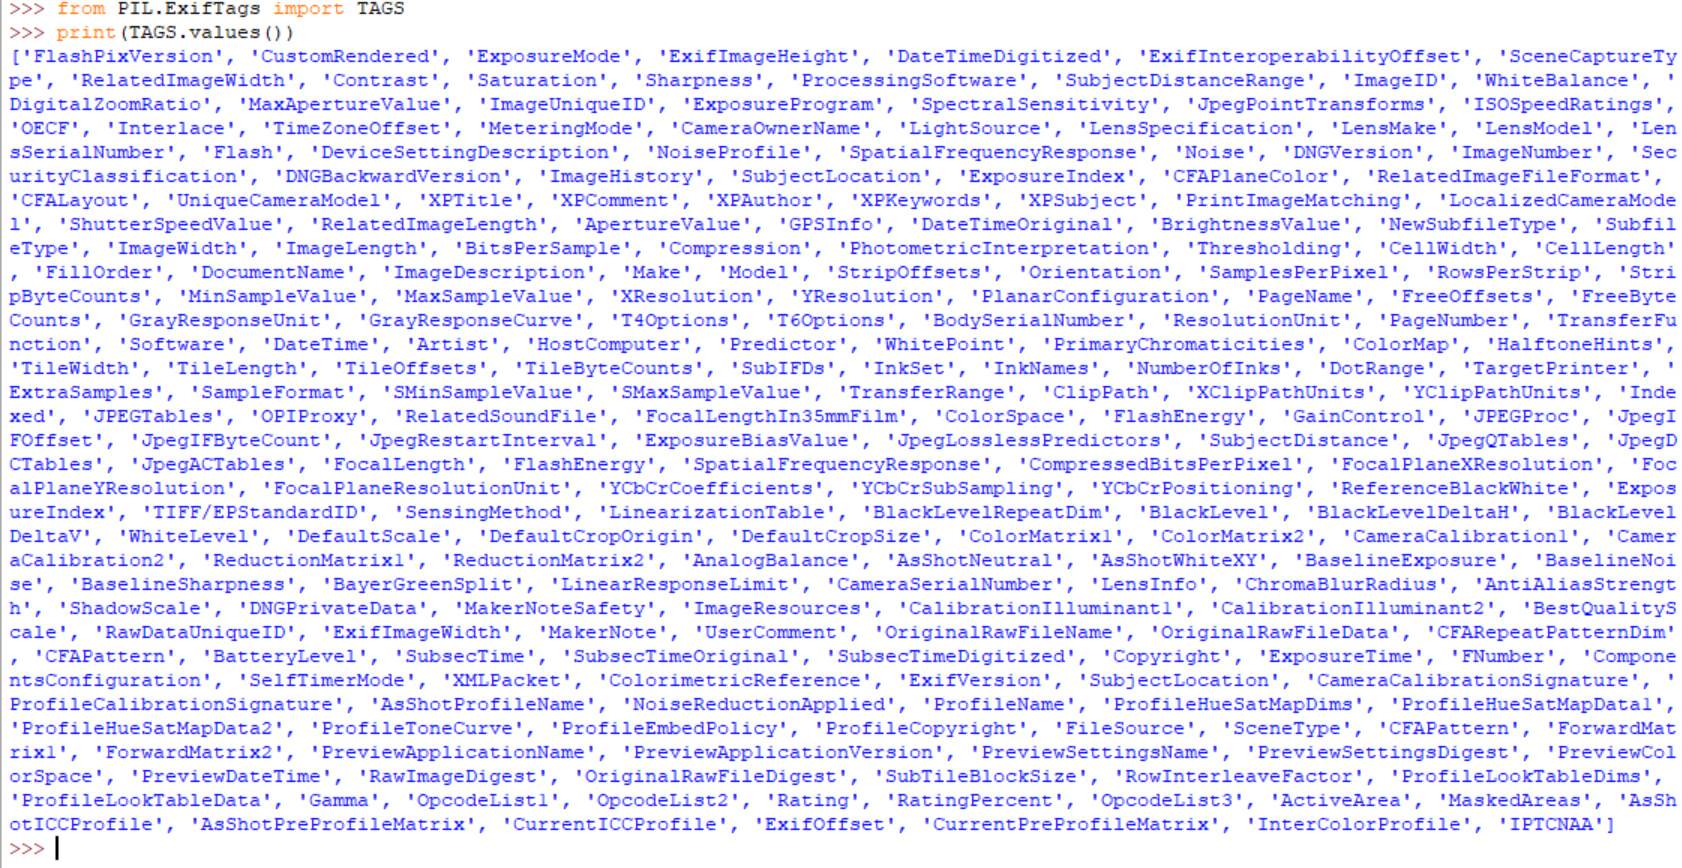 >>> from PIL.ExifTags import TAGS
>>> print(TAGS.values())
['FlashPixVersion', 'CustomRendered', 'ExposureMode', 'ExifImageHeight', 'DateTimeDigitized', 'ExifInteroperabilityOffset', 'SceneCaptureTy
pe', 'RelatedImageWidth', 'Contrast', 'Saturation', 'Sharpness', 'ProcessingSoftware', 'SubjectDistanceRange', 'ImageID', 'WhiteBalance', '
DigitalZoomRatio', 'MaxApertureValue', 'ImageUniqueID', 'ExposureProgram', 'SpectralSensitivity', 'JpegPointTransforms', 'ISOSpeedRatings',
'OECF', 'Interlace', 'TimeZoneOffset', 'MeteringMode', 'CameraOwnerName', 'LightSource', 'LensSpecification', 'LensMake', 'LensModel', 'Len
sSerialNumber', 'Flash', 'DeviceSettingDescription', 'NoiseProfile', 'SpatialFrequencyResponse', 'Noise', 'DNGVersion', 'ImageNumber', 'Sec
urityClassification', 'DNGBackwardVersion', 'ImageHistory', 'SubjectLocation', 'ExposureIndex', 'CFAPlaneColor', 'RelatedImageFileFormat',
'CFALayout', 'UniqueCameraModel', 'XPTitle', 'XPComment', 'XPAuthor', 'XPKeywords', 'XPSubject', 'PrintImageMatching', 'LocalizedCameraMode
l', 'ShutterSpeedValue', 'RelatedImageLength', 'ApertureValue', 'GPSInfo', 'DateTimeOriginal', 'BrightnessValue', 'NewSubfileType', 'Subfil
eType', 'ImageWidth', 'ImageLength', 'BitsPerSample', 'Compression', 'PhotometricInterpretation', 'Thresholding', 'CellWidth', 'CellLength'
, 'FillOrder', 'DocumentName', 'ImageDescription', 'Make', 'Model', 'StripOffsets', 'Orientation', 'SamplesPerPixel', 'RowsPerStrip', 'Stri
pByteCounts', 'MinSampleValue', 'MaxSampleValue', 'XResolution', 'YResolution', 'PlanarConfiguration', 'PageName', 'FreeOffsets', 'FreeByte
Counts', 'GrayResponseUnit', 'GrayResponseCurve', 'T4Options', 'T6Options', 'BodySerialNumber', 'ResolutionUnit', 'PageNumber', 'TransferFu
nction', 'Software', 'DateTime', 'Artist', 'HostComputer', 'Predictor', 'WhitePoint', 'PrimaryChromaticities', 'ColorMap', 'HalftoneHints',
'TileWidth', 'TileLength', 'TileOffsets', 'TileByteCounts', 'SubIFDs', 'InkSet', 'InkNames', 'NumberOfInks', 'DotRange', 'TargetPrinter', '
ExtraSamples', 'SampleFormat', 'SMinSampleValue', 'SMaxSampleValue', 'TransferRange', 'ClipPath', 'XClipPathUnits', 'YClipPathUnits', 'Inde
xed', 'JPEGTables', 'OPIProxy', 'RelatedSoundFile', 'FocalLengthIn35mmFilm', 'ColorSpace', 'FlashEnergy', 'GainControl', 'JPEGProc', 'JpegI
FOffset', 'JpegIFByteCount', 'JpegRestartInterval', 'ExposureBiasValue', 'JpegLosslessPredictors', 'SubjectDistance', 'JpegQTables', 'JpegD
CTables', 'JpegACTables', 'FocalLength', 'FlashEnergy', 'SpatialFrequencyResponse', 'CompressedBitsPerPixel', 'FocalPlaneXResolution', 'Foc
alPlaneYResolution', 'FocalPlaneResolutionUnit', 'YCbCrCoefficients', 'YCbCrSubSampling', 'YCbCrPositioning', 'ReferenceBlackWhite', 'Expos
ureIndex', 'TIFF/EPStandardID', 'SensingMethod', 'LinearizationTable', 'BlackLevelRepeatDim', 'BlackLevel', 'BlackLevelDeltaH', 'BlackLevel
DeltaV', 'WhiteLevel', 'DefaultScale', 'DefaultCropOrigin', 'DefaultCropSize', 'ColorMatrix1', 'ColorMatrix2', 'CameraCalibration1', 'Camer
aCalibration2', 'ReductionMatrix1', 'ReductionMatrix2', 'AnalogBalance', 'AsShotNeutral', 'AsShotWhiteXY', 'BaselineExposure', 'BaselineNoi
se', 'BaselineSharpness', 'BayerGreenSplit', 'LinearResponseLimit', 'CameraSerialNumber', 'LensInfo', 'ChromaBlurRadius', 'AntiAliasStrengt
h', 'ShadowScale', 'DNGPrivateData', 'MakerNoteSafety', 'ImageResources', 'CalibrationIlluminant1', 'CalibrationIlluminant2', 'BestQualityS
cale', 'RawDataUniqueID', 'ExifImageWidth', 'MakerNote', 'UserComment', 'OriginalRawFileName', 'OriginalRawFileData', 'CFARepeatPatternDim'
, 'CFAPattern', 'BatteryLevel', 'SubsecTime', 'SubsecTimeOriginal', 'SubsecTimeDigitized', 'Copyright', 'ExposureTime', 'FNumber', 'Compone
ntsConfiguration', 'SelfTimerMode', 'XMLPacket', 'ColorimetricReference', 'ExifVersion', 'SubjectLocation', 'CameraCalibrationSignature', '
ProfileCalibrationSignature', 'AsShotProfileName', 'NoiseReductionApplied', 'ProfileName', 'ProfileHueSatMapDims', 'ProfileHueSatMapData1',
'ProfileHueSatMapData2', 'ProfileToneCurve', 'ProfileEmbedPolicy', 'ProfileCopyright', 'FileSource', 'SceneType', 'CFAPattern', 'ForwardMat
rix1', 'ForwardMatrix2', 'PreviewApplicationName', 'PreviewApplicationVersion', 'PreviewSettingsName', 'PreviewSettingsDigest', 'PreviewCol
orSpace', 'PreviewDateTime', 'RawImageDigest', 'OriginalRawFileDigest', 'SubTileBlockSize', 'RowInterleaveFactor', 'ProfileLookTableDims',
'ProfileLookTableData', 'Gamma', 'OpcodeList1', 'OpcodeList2', 'Rating', 'RatingPercent', 'OpcodeList3', 'ActiveArea', 'MaskedAreas', 'AsSh
otICCProfile', 'AsShotPreProfileMatrix', 'CurrentICCProfile', 'ExifOffset', 'CurrentPreProfileMatrix', 'InterColorProfile', 'IPTCNAA']
>>>